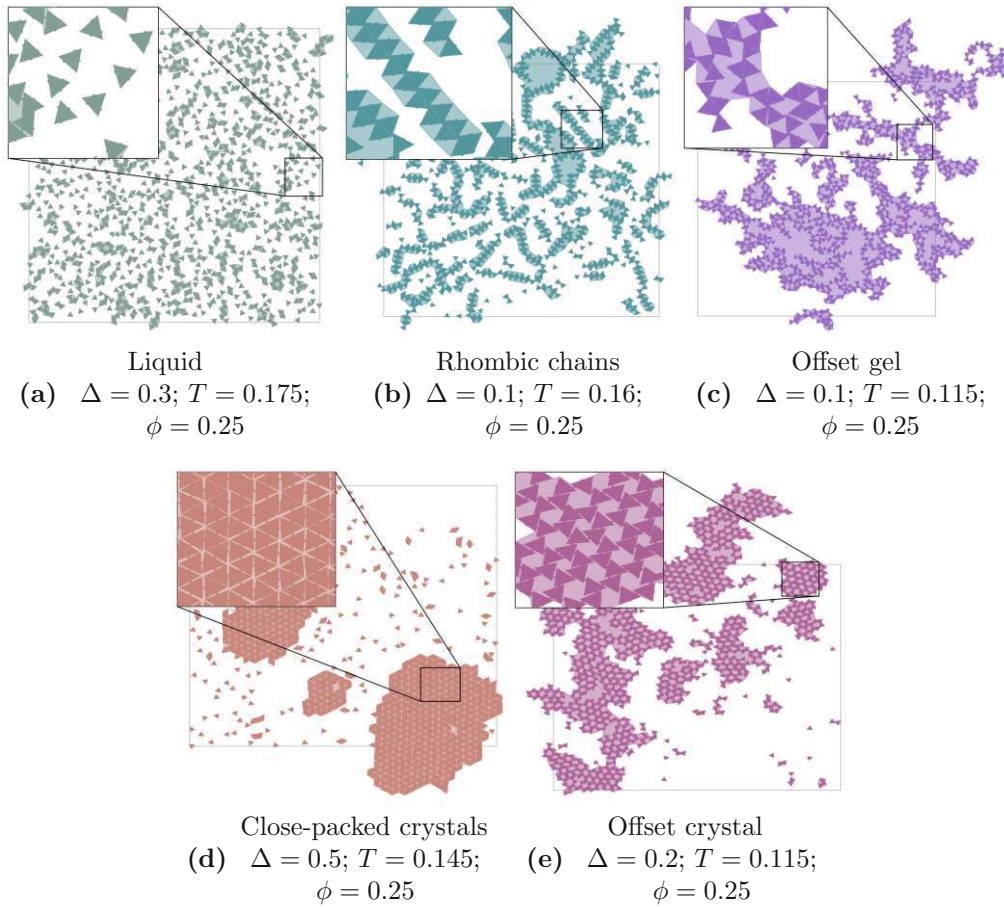 Liquid
(a) Δ = 0.3; T = 0.175;
ϕ = 0.25
Rhombic chains
(b) Δ = 0.1; T = 0.16;
ϕ = 0.25
Offset gel
(c) Δ = 0.1; T = 0.115;
ϕ = 0.25
Close-packed crystals
(d) Δ = 0.5; T = 0.145;
ϕ = 0.25
Offset crystal
(e) Δ = 0.2; T = 0.115;
ϕ = 0.25